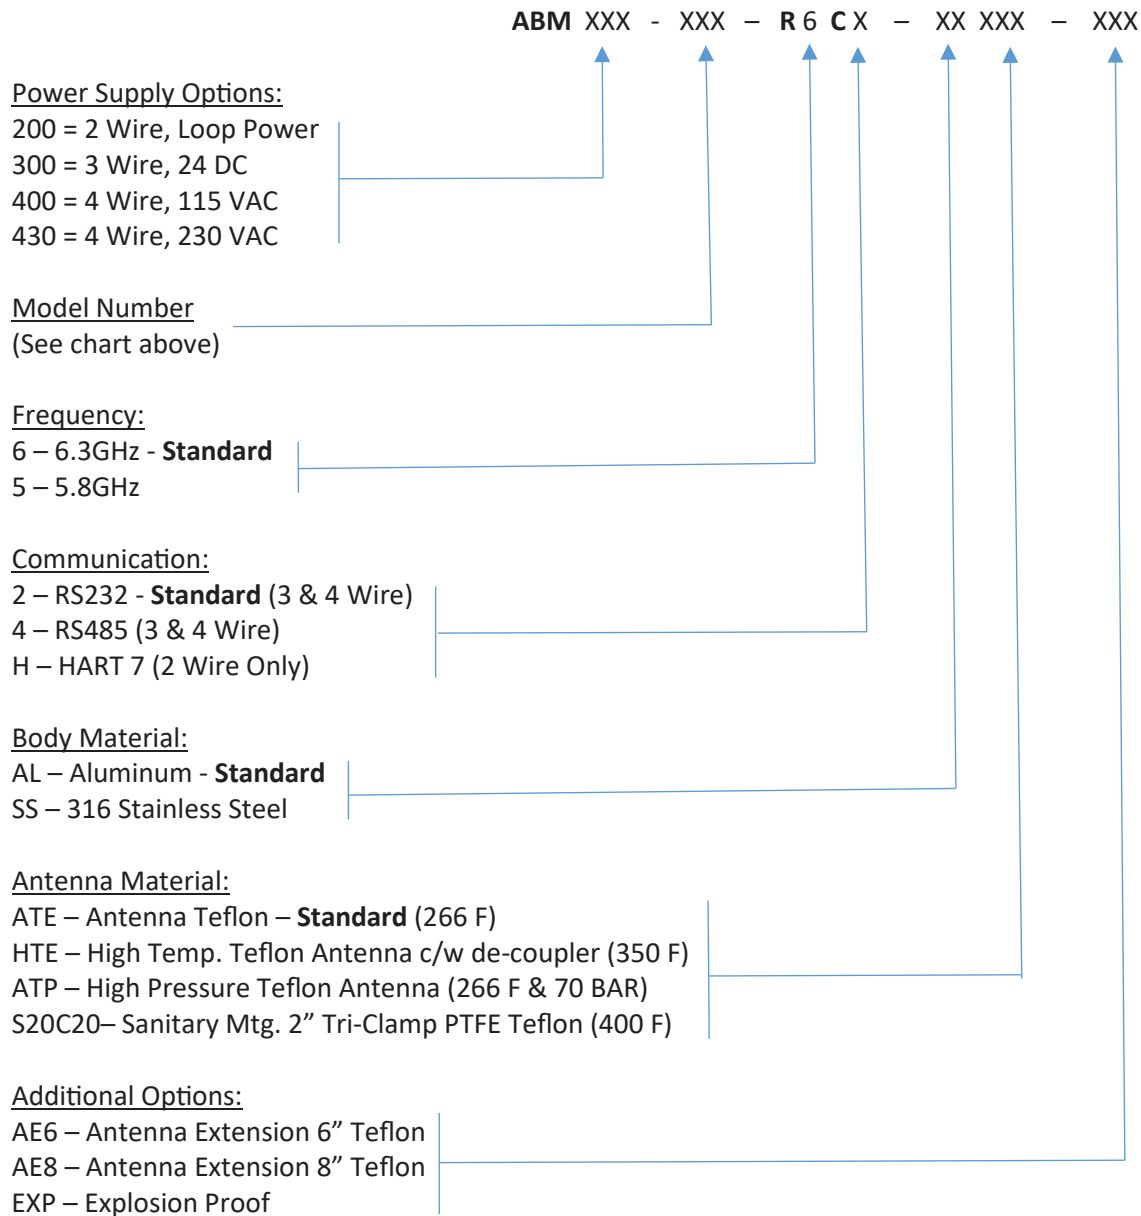 ABM XXX - XXX – R 6 C X – XX XXX – XXX
Power Supply Options:
200 = 2 Wire, Loop Power
300 = 3 Wire, 24 DC
400 = 4 Wire, 115 VAC
430 = 4 Wire, 230 VAC
Model Number
(See chart above)
Frequency:
6 – 6.3GHz - Standard
5 – 5.8GHz
Communication:
2 – RS232 - Standard (3 & 4 Wire)
4 – RS485 (3 & 4 Wire)
H – HART 7 (2 Wire Only)
Body Material:
AL – Aluminum - Standard
SS – 316 Stainless Steel
Antenna Material:
ATE – Antenna Teflon – Standard (266 F)
HTE – High Temp. Teflon Antenna c/w de-coupler (350 F)
ATP – High Pressure Teflon Antenna (266 F & 70 BAR)
S20C20– Sanitary Mtg. 2” Tri-Clamp PTFE Teflon (400 F)
Additional Options:
AE6 – Antenna Extension 6” Teflon
AE8 – Antenna Extension 8” Teflon
EXP – Explosion Proof